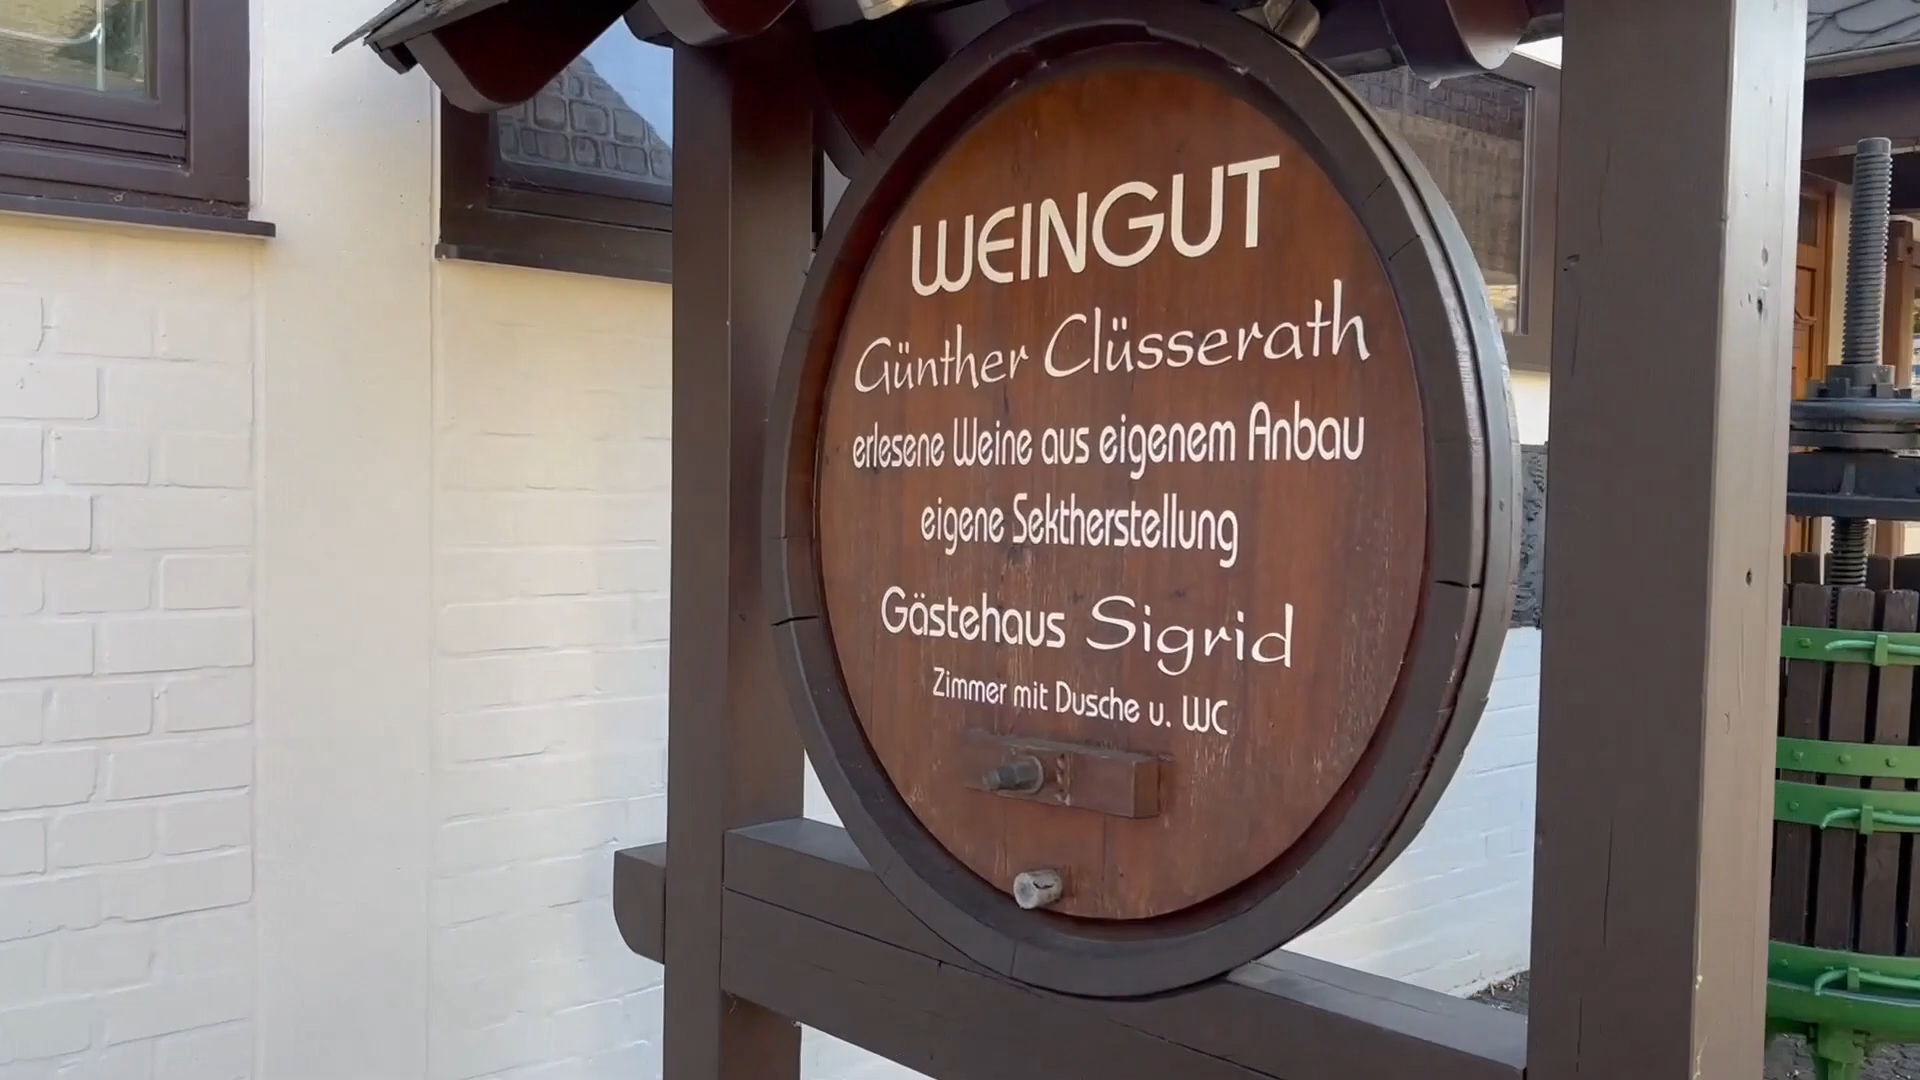 WEINGUT
Günther Clüsserath
erlesene Weine aus eigenem Anbau
eigene Sektherstellung
Gästehaus Sigrid
Zimmer mit Dusche u. WC